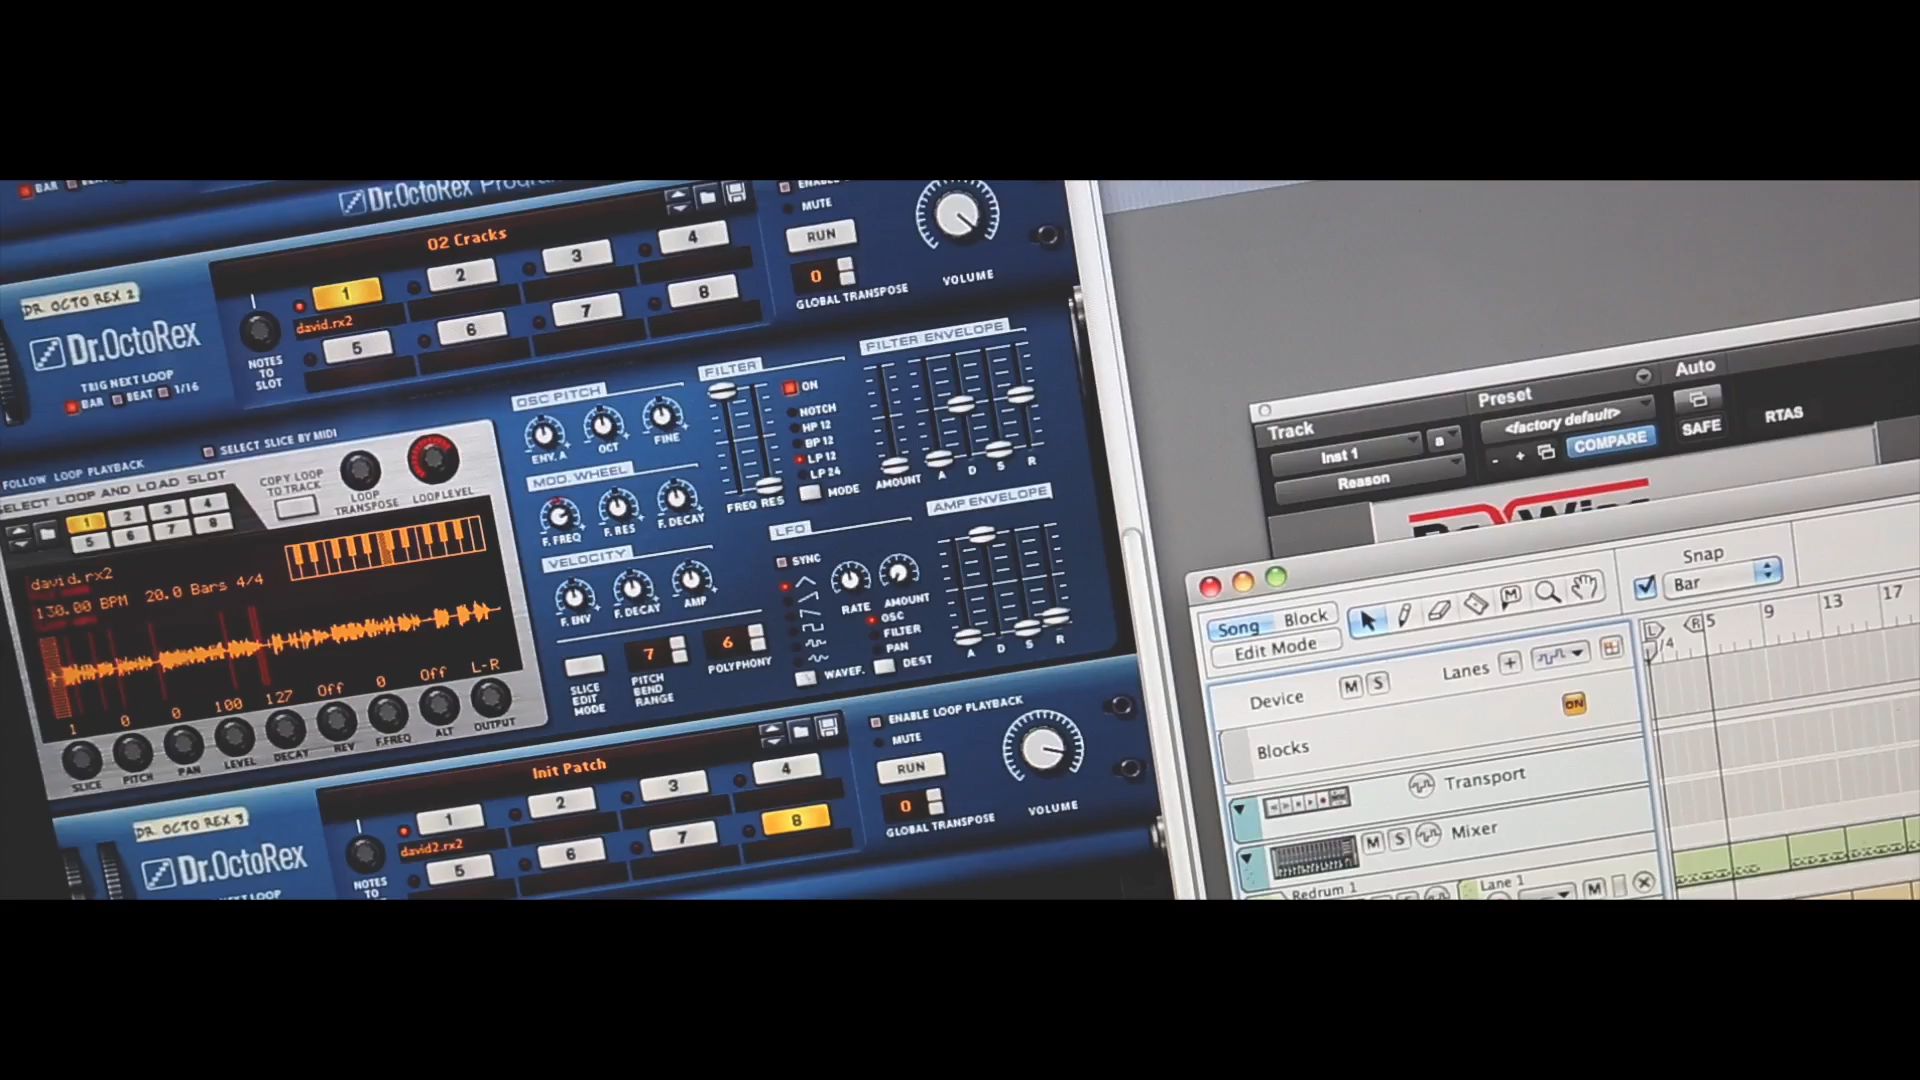 BAR
Dr.OctoRex
MUTE
RUN
0
GLOBAL TRANSPOSE
VOLUME
02 Cracks
1 2 3 4
david.rx2
5 6 7 8
DR. OCTO REX 2
Dr.OctoRex
NOTES TO SLOT
TRIG NEXT LOOP
BAR BEAT 1/16
SELECT SLICE BY MIDI
FOLLOW LOOP PLAYBACK
SELECT LOOP AND LOAD SLOT
1 2 3 4
5 6 7 8
COPY LOOP TO TRACK
LOOP TRANSPOSE
LOOP LEVEL
david.rx2
130.00 BPM 20.0 Bars 4/4
L-R
1 0 0 100 127 Off 0 Off
SLICE PITCH PAN LEVEL DECAY REV F.FREQ ALT OUTPUT
OSC PITCH
ENV. A OCT FINE
MOD. WHEEL
F. FREQ F. RES F. DECAY
VELOCITY
F. ENV F. DECAY AMP
SLICE EDIT MODE
7
PITCH BEND RANGE
6
POLYPHONY
FILTER
ON
NOTCH
HP 12
BP 12
LP 12
LP 24
MODE
FREQ RES
FILTER ENVELOPE
AMOUNT A D S R
LFO
SYNC
RATE AMOUNT
OSC
FILTER
PAN
DEST
WAVEF.
AMP ENVELOPE
A D S R
Init Patch
1 2 3 4
david2.rx2
5 6 7 8
ENABLE LOOP PLAYBACK
MUTE
RUN
0
GLOBAL TRANSPOSE
VOLUME
DR. OCTO REX 3
Dr.OctoRex
NOTES
TO
Track
Preset
Auto
Inst 1
a
<factory default>
SAFE
RTAS
Reason
- +
COMPARE
Song Block
Edit Mode
M
Snap
Bar
L R 5 9 13 17
/4
Device M S Lanes +
ON
Blocks
Transport
M S Mixer
Redrum 1
Lane 1
M